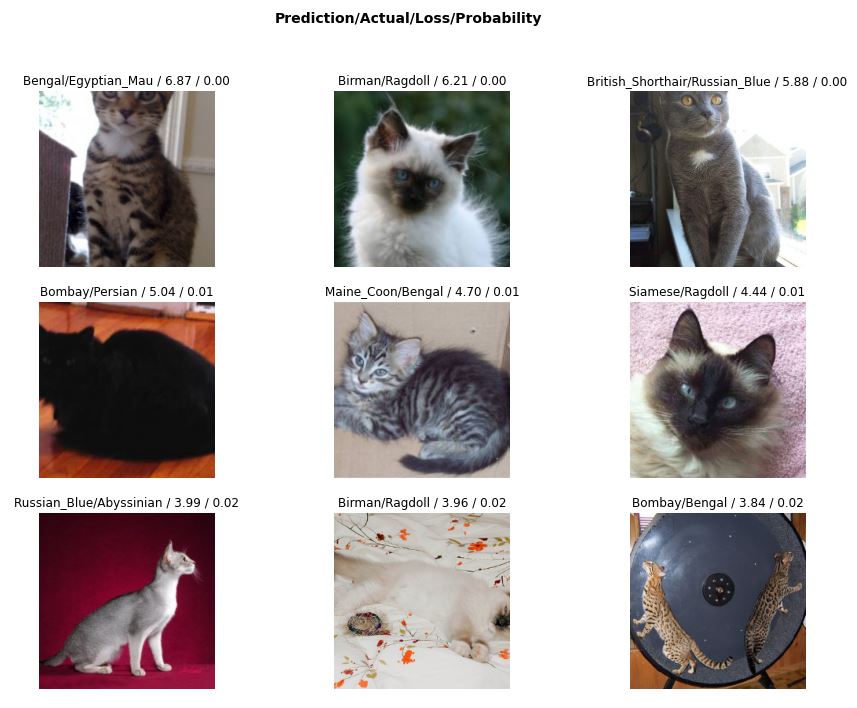 Prediction/Actual/Loss/Probability
Bengal/Egyptian_Mau / 6.87 / 0.00
Birman/Ragdoll / 6.21 / 0.00
British_Shorthair/Russian_Blue / 5.88 / 0.00
Bombay/Persian / 5.04 / 0.01
Maine_Coon/Bengal / 4.70 / 0.01
Siamese/Ragdoll / 4.44 / 0.01
Russian_Blue/Abyssinian / 3.99 / 0.02
Birman/Ragdoll / 3.96 / 0.02
Bombay/Bengal / 3.84 / 0.02